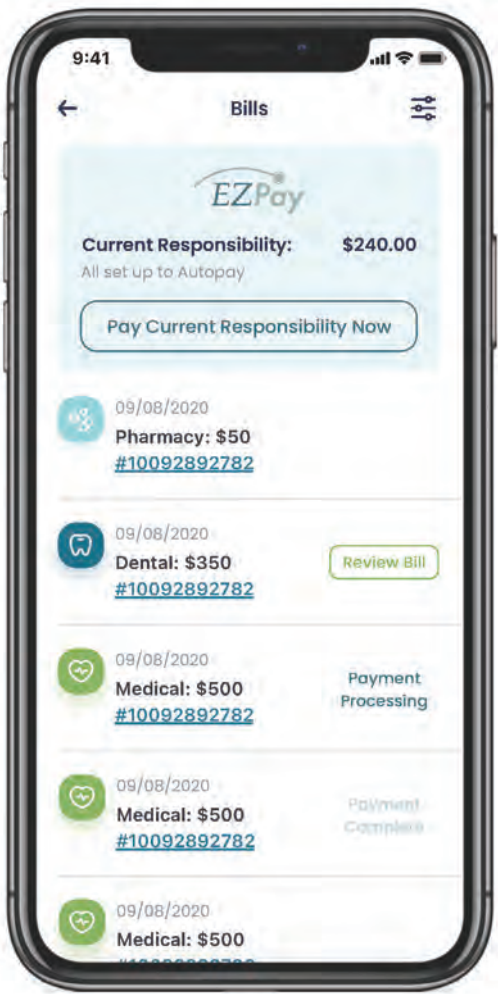 9:41
Bills
EZPay
Current Responsibility: $240.00
All set up to Autopay
Pay Current Responsibility Now
09/08/2020
Pharmacy: $50
#10092892782
09/08/2020
Dental: $350
#10092892782
Review Bill
09/08/2020
Medical: $500
#10092892782
Payment
Processing
09/08/2020
Medical: $500
#10092892782
Payment
Complete
09/08/2020
Medical: $500